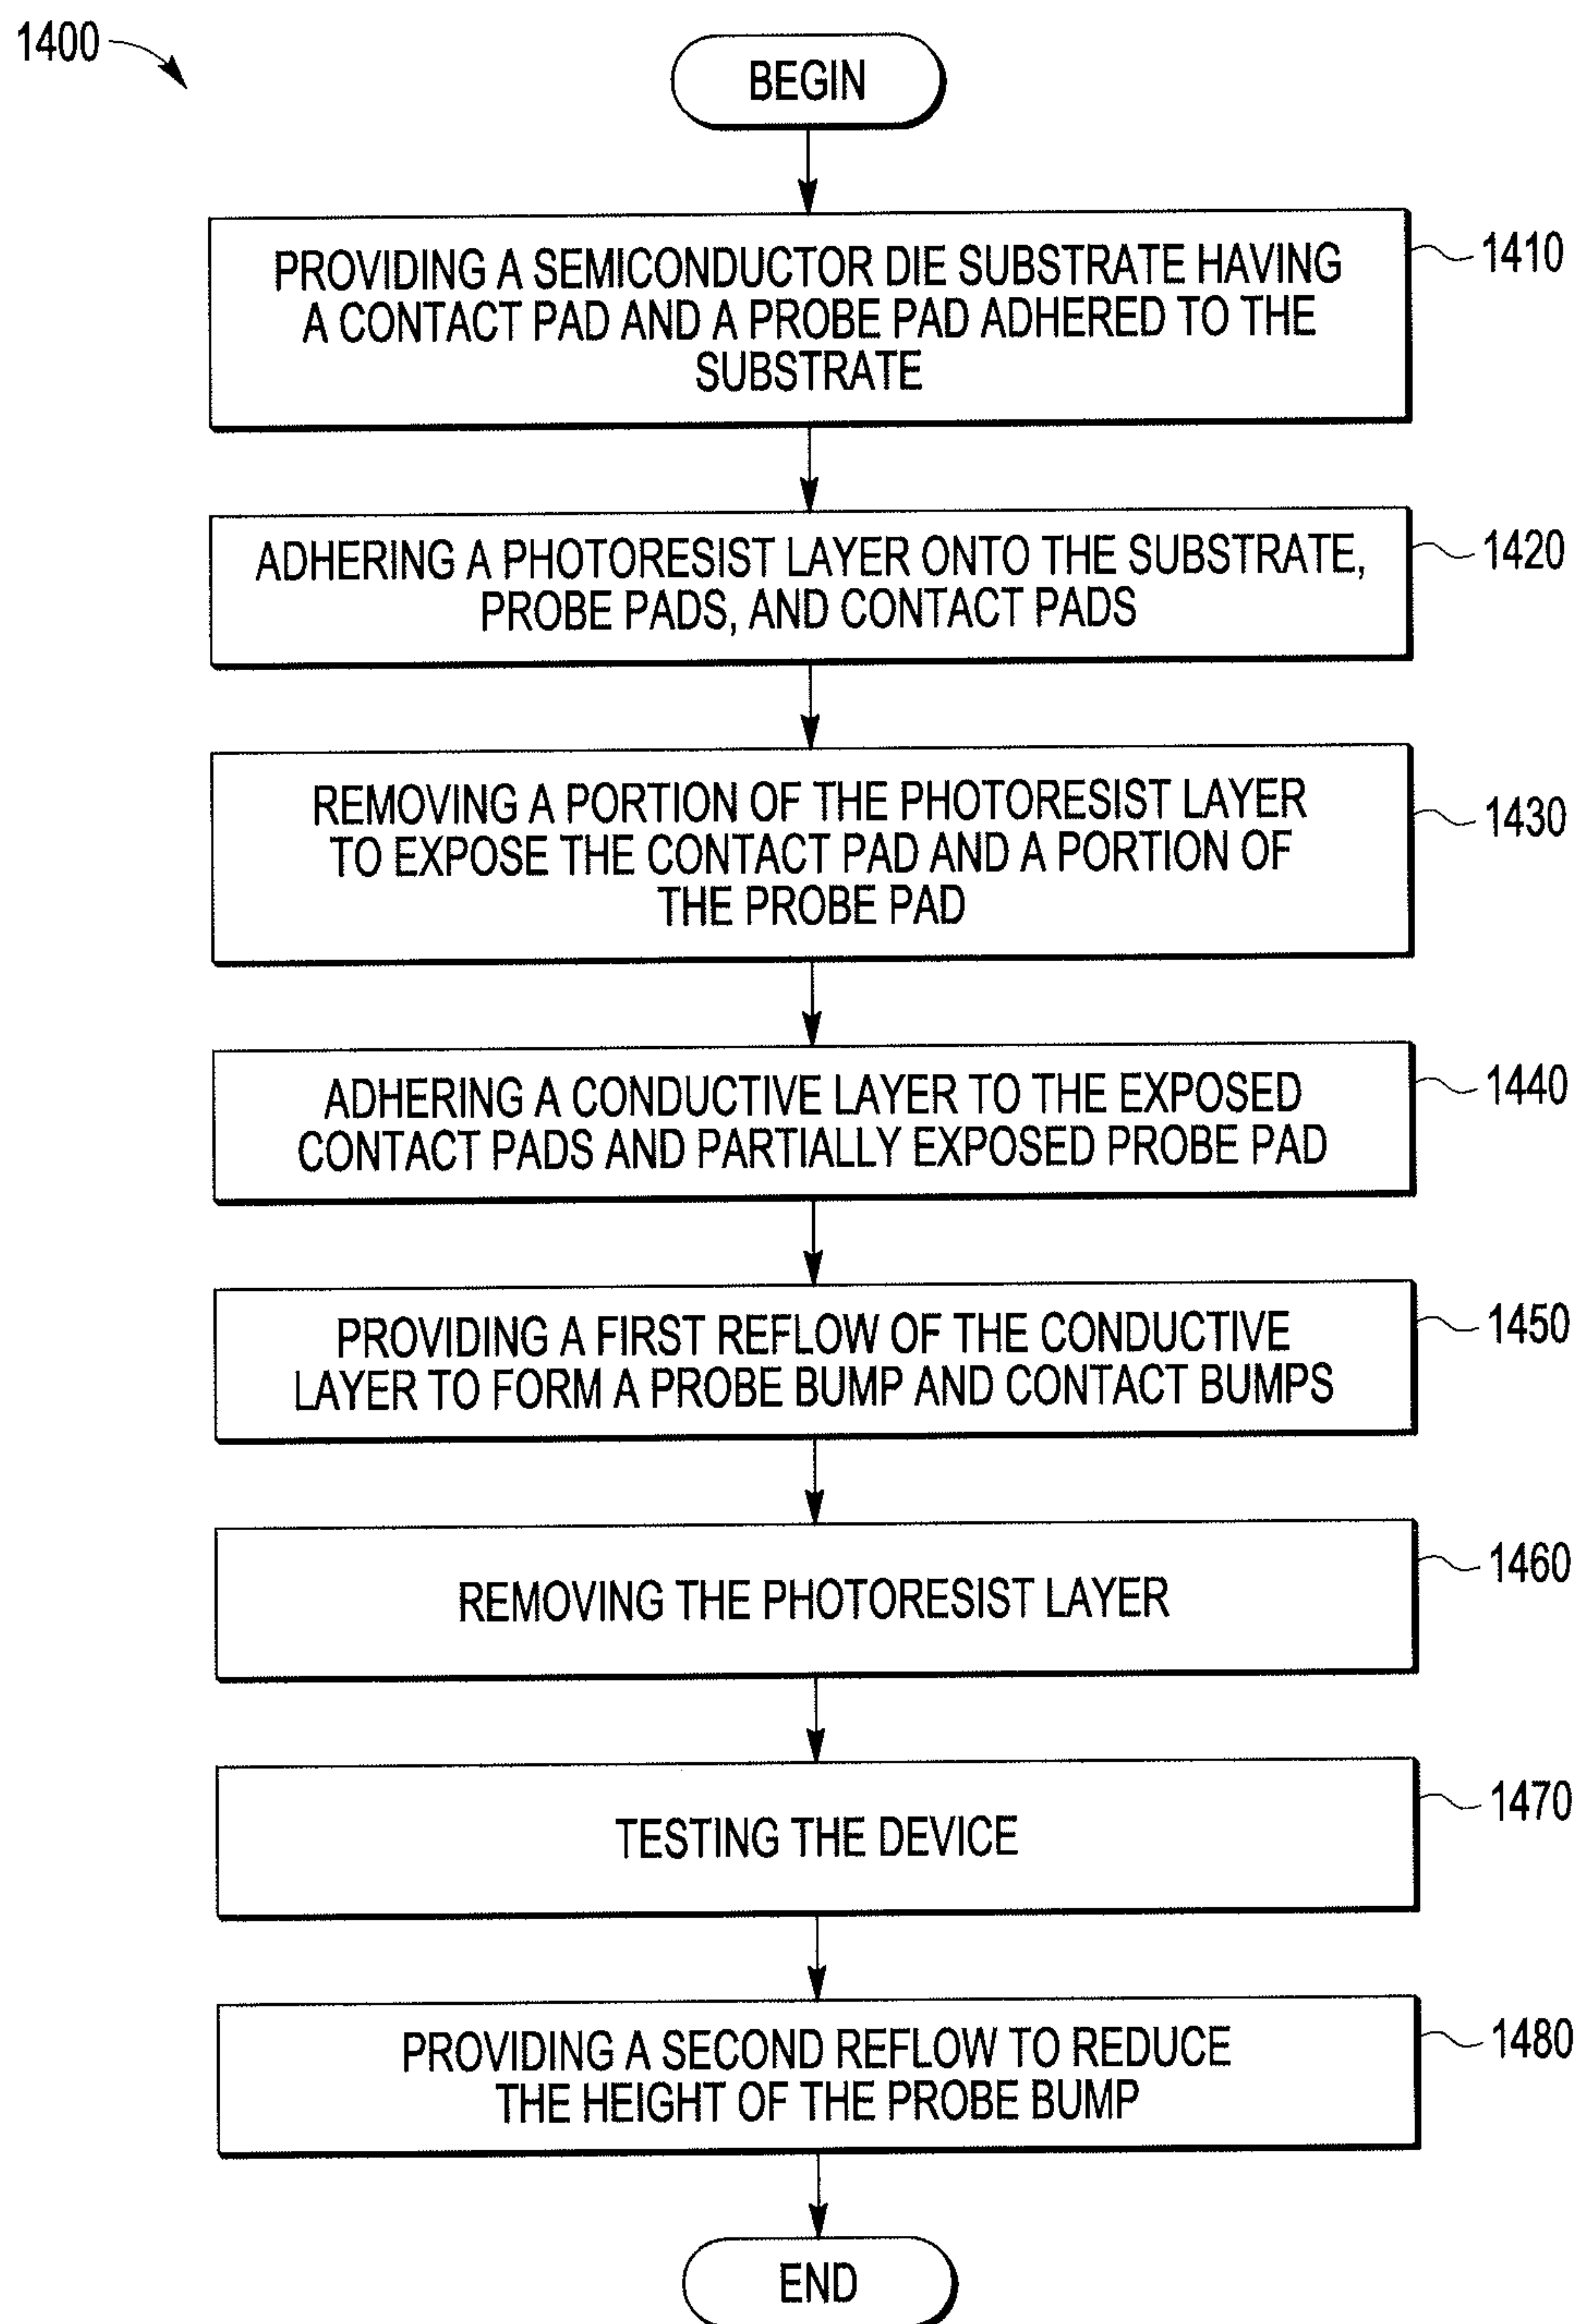 1400
BEGIN
PROVIDING A SEMICONDUCTOR DIE SUBSTRATE HAVING
A CONTACT PAD AND A PROBE PAD ADHERED TO THE
SUBSTRATE
1410
ADHERING A PHOTORESIST LAYER ONTO THE SUBSTRATE,
PROBE PADS, AND CONTACT PADS
1420
REMOVING A PORTION OF THE PHOTORESIST LAYER
TO EXPOSE THE CONTACT PAD AND A PORTION OF
THE PROBE PAD
1430
ADHERING A CONDUCTIVE LAYER TO THE EXPOSED
CONTACT PADS AND PARTIALLY EXPOSED PROBE PAD
1440
PROVIDING A FIRST REFLOW OF THE CONDUCTIVE
LAYER TO FORM A PROBE BUMP AND CONTACT BUMPS
1450
REMOVING THE PHOTORESIST LAYER
1460
TESTING THE DEVICE
1470
PROVIDING A SECOND REFLOW TO REDUCE
THE HEIGHT OF THE PROBE BUMP
1480
END